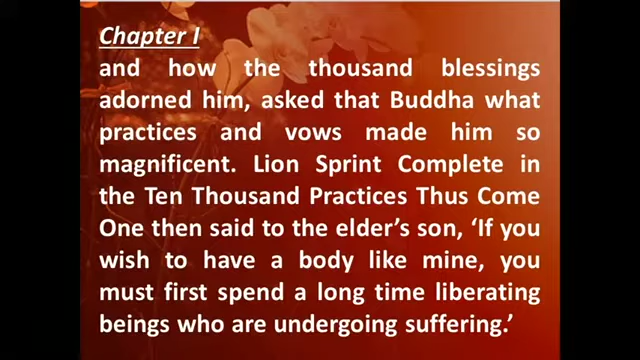 Chapter I
and how the thousand blessings
adorned him, asked that Buddha what
practices and vows made him so
magnificent. Lion Sprint Complete in
the Ten Thousand Practices Thus Come
One then said to the elder’s son, ‘If you
wish to have a body like mine, you
must first spend a long time liberating
beings who are undergoing suffering.’